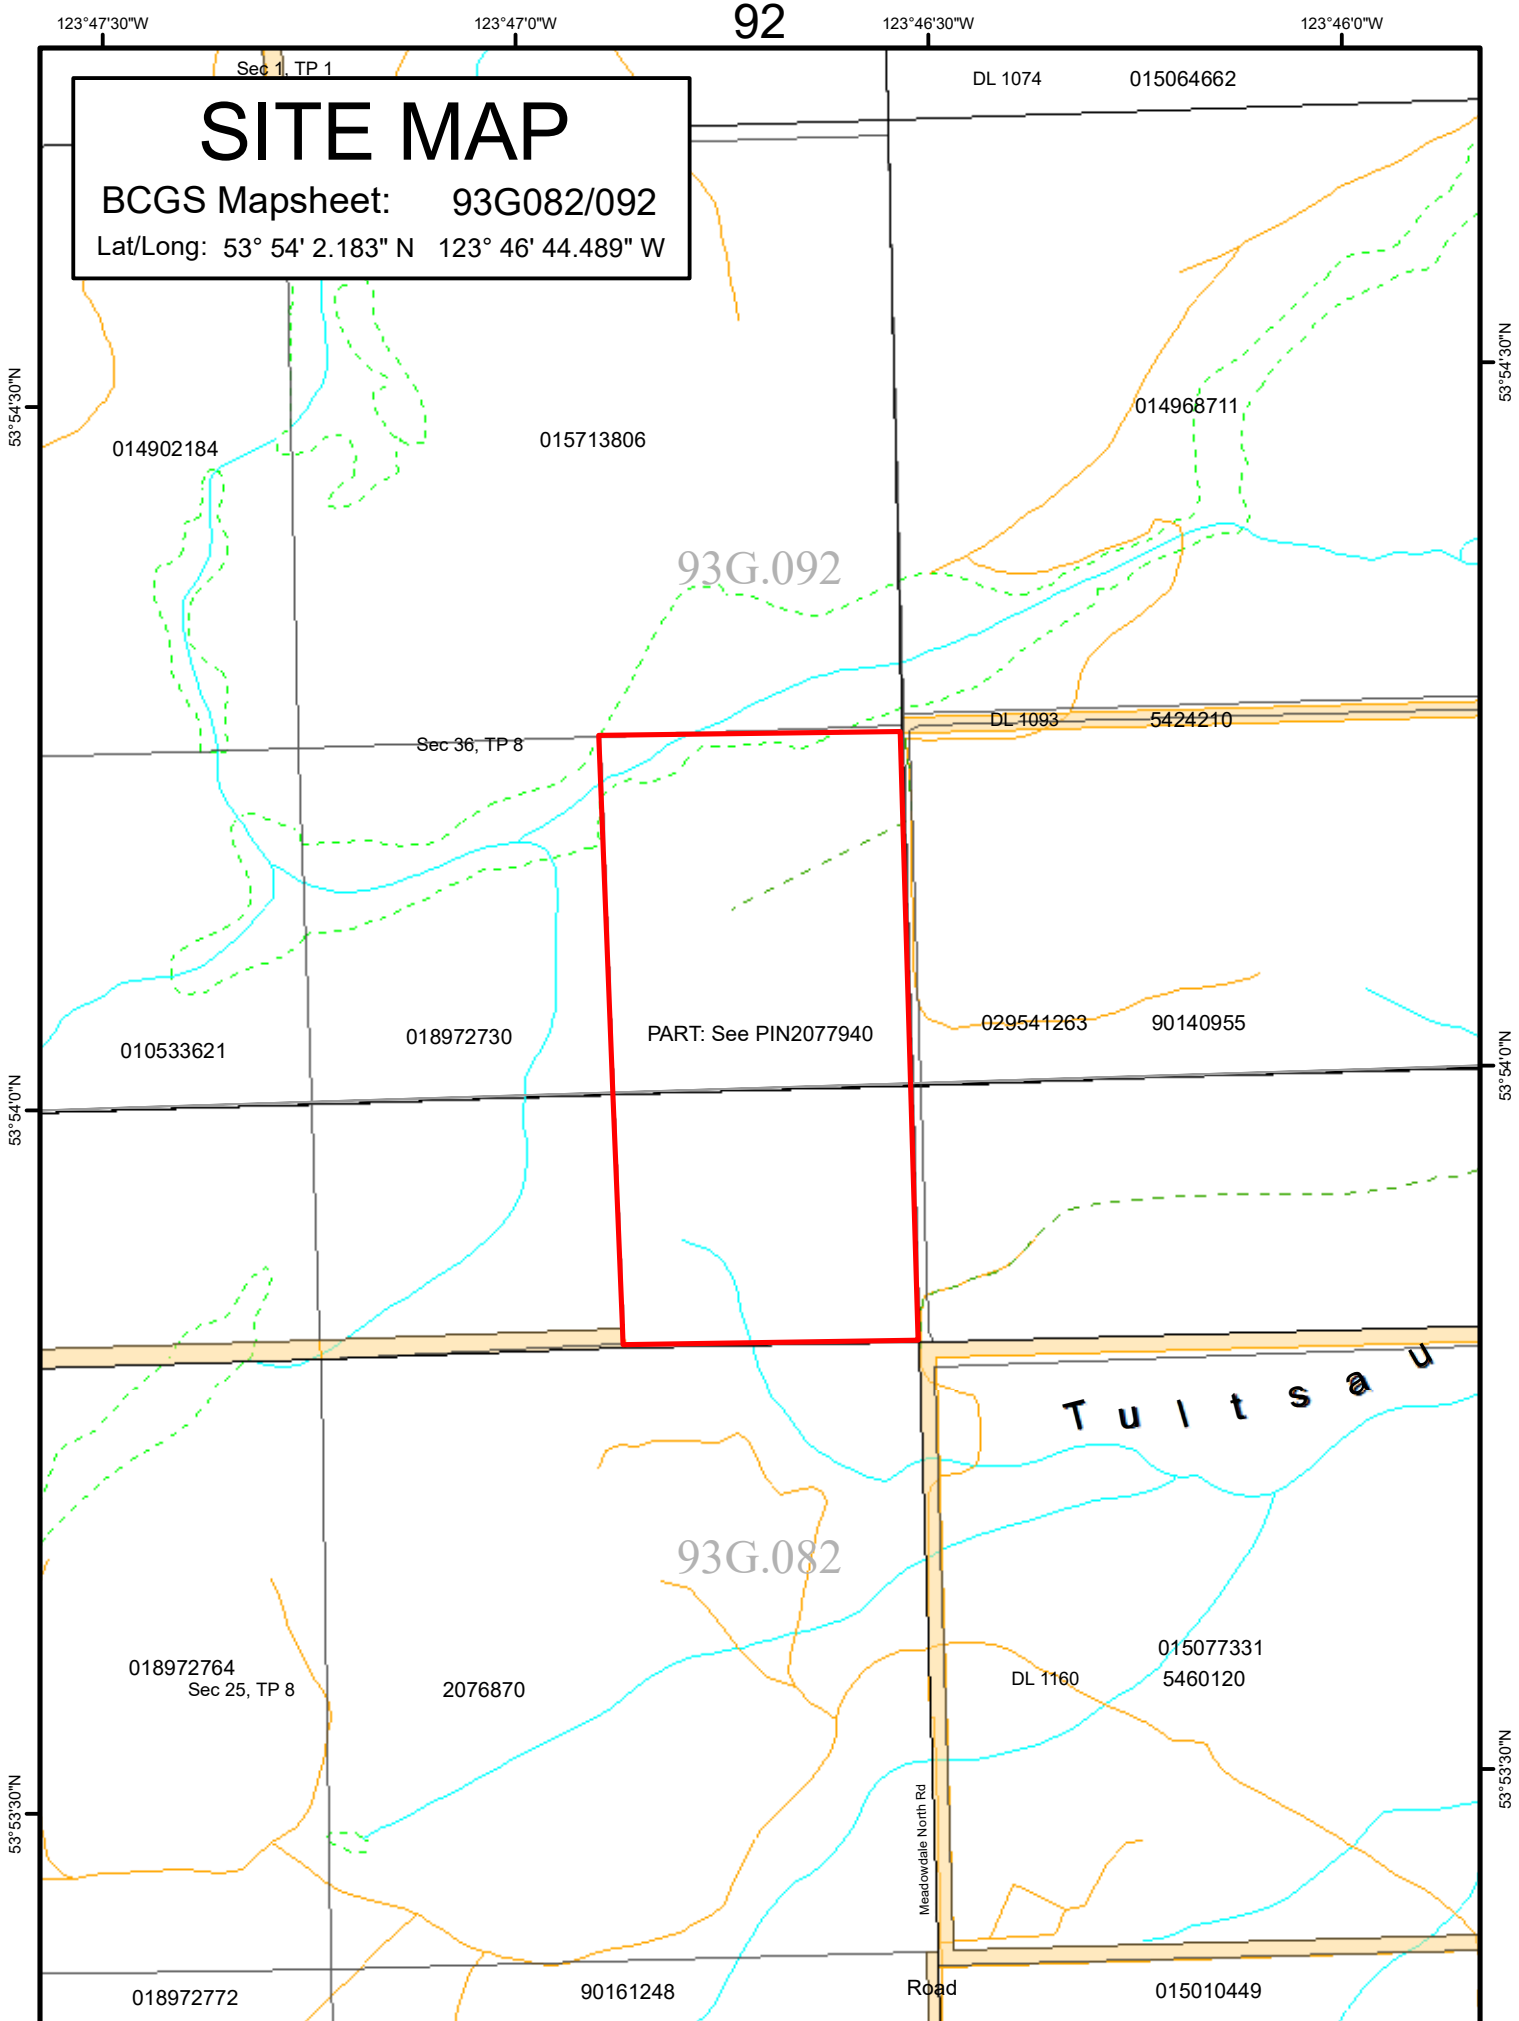 123°47'30"W
123°47'0"W
92
123°46'30"W
123°46'0"W
Sec 1, TP 1
DL 1074
015064662
SITE MAP
BCGS Mapsheet: 93G082/092
Lat/Long: 53° 54' 2.183" N 123° 46' 44.489" W
53°54'30"N
53°54'30"N
014968711
014902184
015713806
93G.092
DL 1093
5424210
Sec 36, TP 8
PART: See PIN2077940
029541263
90140955
010533621
018972730
53°54'0"N
53°54'0"N
Tultsau
93G.082
015077331
018972764
DL 1160
5460120
Sec 25, TP 8
2076870
53°53'30"N
53°53'30"N
Meadowdale North Rd
Road
018972772
90161248
015010449